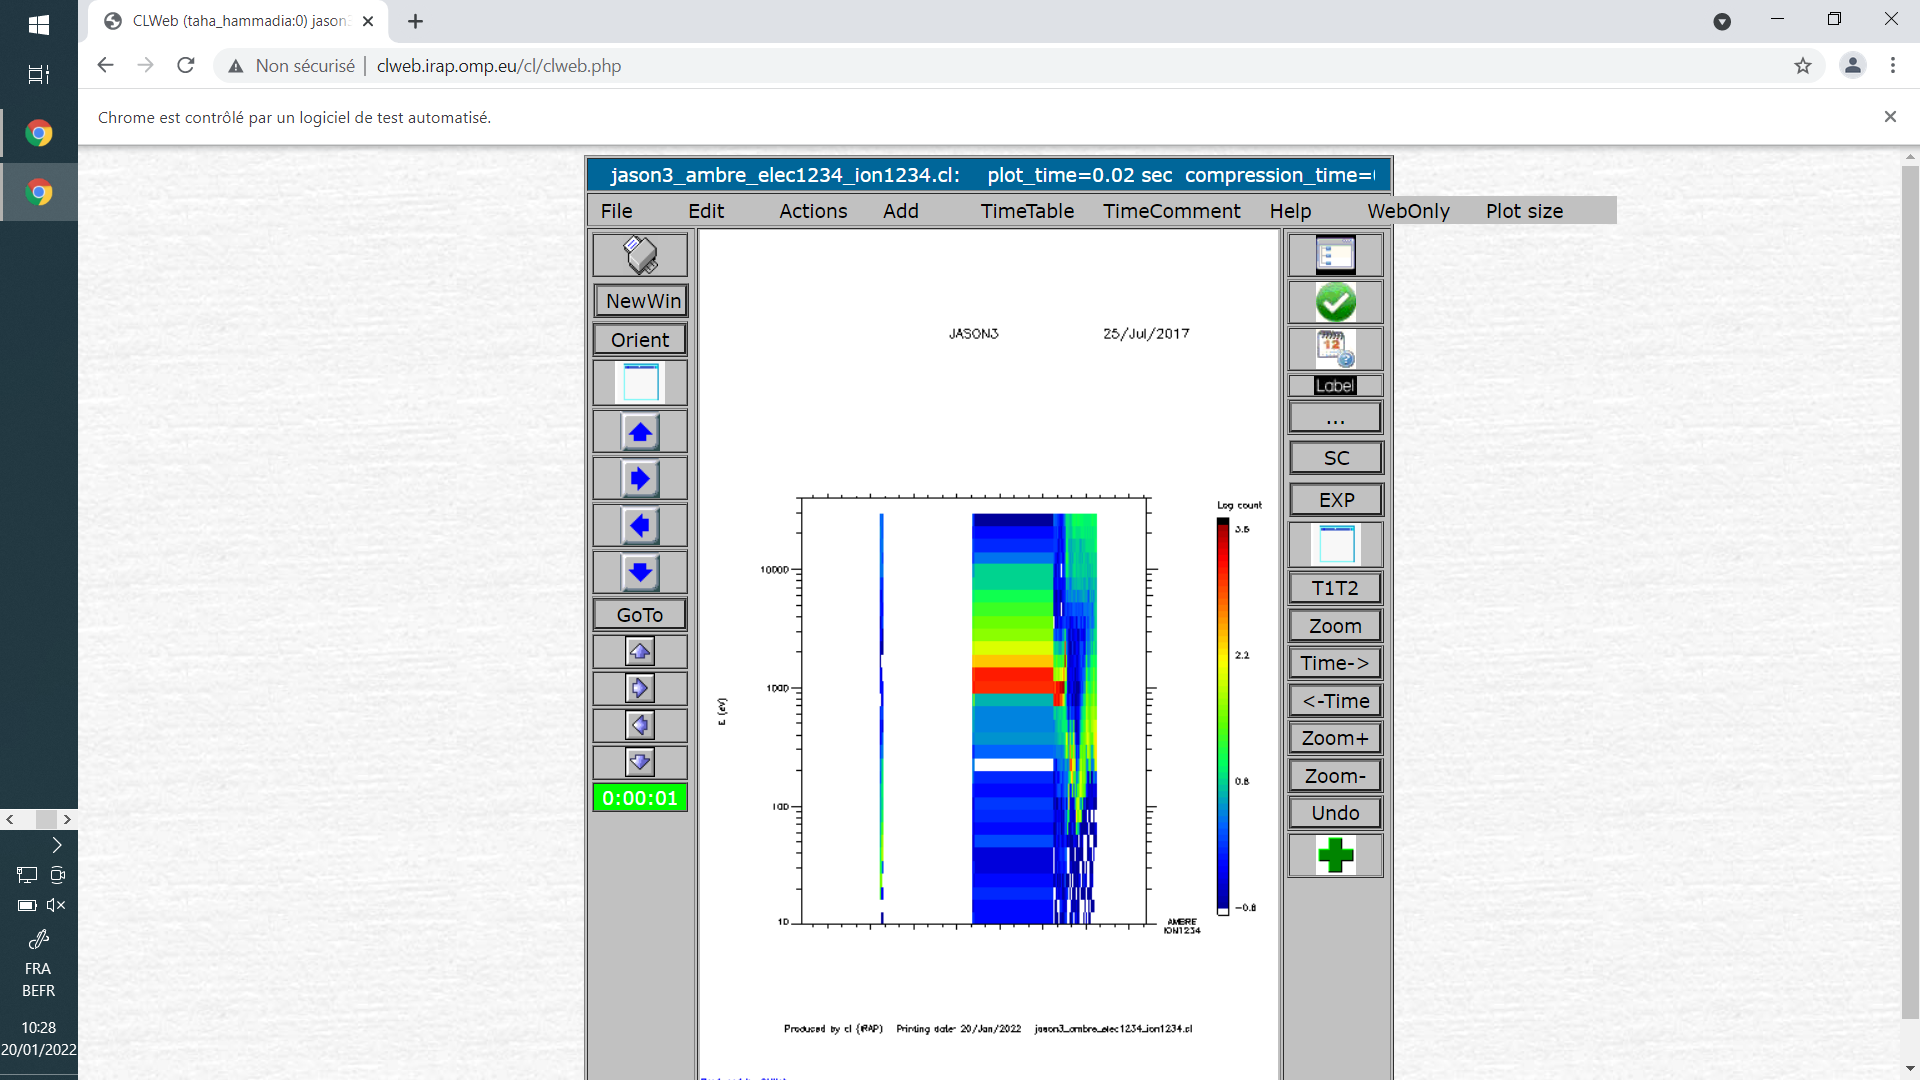 CLWeb (taha_hammadia:0) jason3
Non sécurisé | clweb.irap.omp.eu/cl/clweb.php
Chrome est contrôlé par un logiciel de test automatisé.
jason3_ambre_elec1234_ion1234.cl: plot_time=0.02 sec compression_time=
File Edit Actions Add TimeTable TimeComment Help WebOnly Plot size
NewWin
Orient
GoTo
0:00:01
JASON3 25/Jul/2017
Log count
3.5
2.2
0.8
-0.8
10000
1000
100
10
E (eV)
AMBRE
ION1234
Produced by cl (IRAP) Printing date: 20/Jan/2022 jason3_ambre_elec1234_ion1234.cl
12
Label
...
SC
EXP
T1T2
Zoom
Time->
<-Time
Zoom+
Zoom-
Undo
FRA
BEFR
10:28
20/01/2022